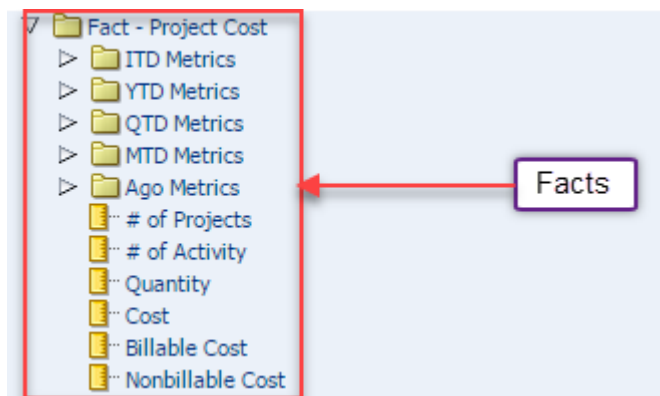 Fact - Project Cost
ITD Metrics
YTD Metrics
QTD Metrics
MTD Metrics
Ago Metrics
Facts
# of Projects
# of Activity
Quantity
Cost
Billable Cost
Nonbillable Cost